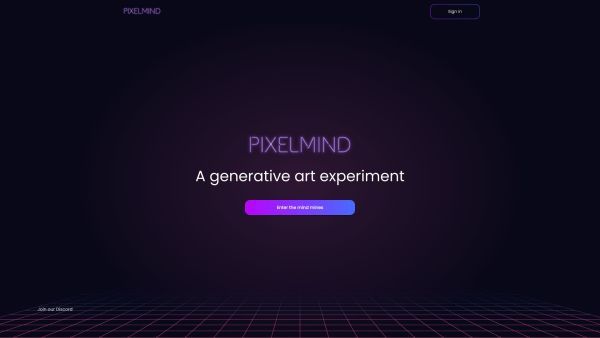 PIXELMIND
Sign in
PIXELMIND
A generative art experiment
Enter the mind mines
Join our Discord